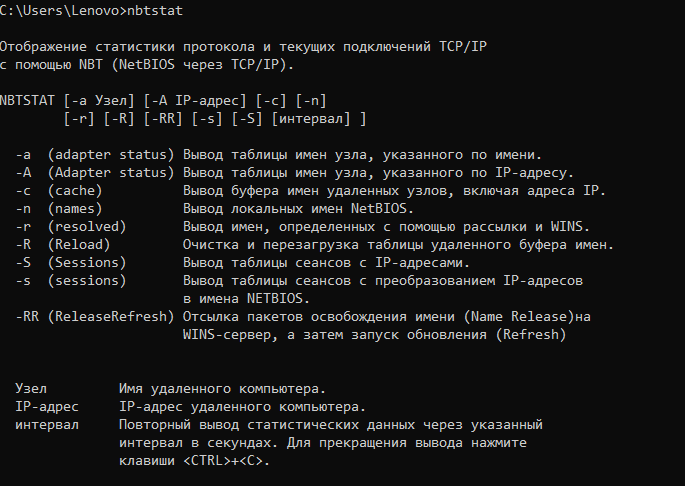 C:\Users\Lenovo>nbtstat
Отображение статистики протокола и текущих подключений TCP/IP
с помощью NBT (NetBIOS через TCP/IP).
NBTSTAT [-a Узел] [-A IP-адрес] [-c] [-n]
[-r] [-R] [-RR] [-s] [-S] [интервал] ]
-a (adapter status) Вывод таблицы имен узла, указанного по имени.
-A (Adapter status) Вывод таблицы имен узла, указанного по IP-адресу.
-c (cache) Вывод буфера имен удаленных узлов, включая адреса IP.
-n (names) Вывод локальных имен NetBIOS.
-r (resolved) Вывод имен, определенных с помощью рассылки и WINS.
-R (Reload) Очистка и перезагрузка таблицы удаленного буфера имен.
-S (Sessions) Вывод таблицы сеансов с IP-адресами.
-s (sessions) Вывод таблицы сеансов с преобразованием IP-адресов
в имена NETBIOS.
-RR (ReleaseRefresh) Отсылка пакетов освобождения имени (Name Release)на
WINS-сервер, а затем запуск обновления (Refresh)
Узел Имя удаленного компьютера.
IP-адрес IP-адрес удаленного компьютера.
интервал Повторный вывод статистических данных через указанный
интервал в секундах. Для прекращения вывода нажмите
клавиши <CTRL>+<C>.